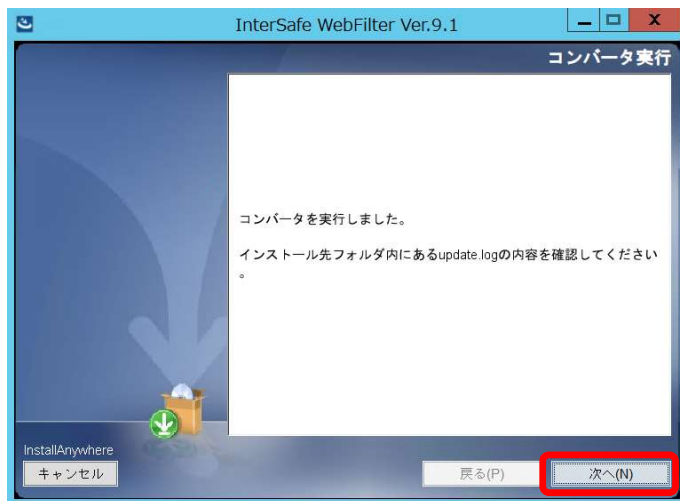 InterSafe WebFilter Ver.9.1
コンバータ実行
コンバータを実行しました。
インストール先フォルダ内にあるupdate.logの内容を確認してください
。
InstallAnywhere
キャンセル
戻る(P)
次へ(N)